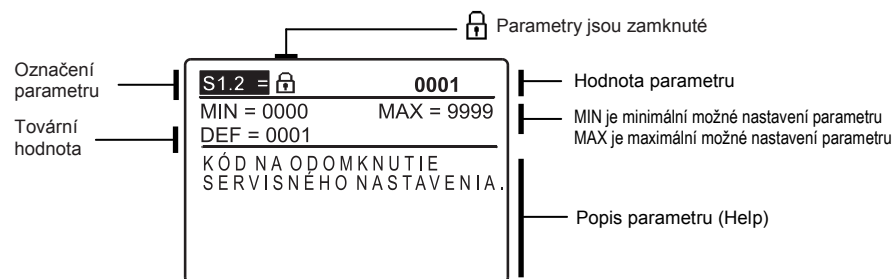 Parametry jsou zamknuté
Označení
parametru
Tovární
hodnota
S1.2 = 0001
MIN = 0000 MAX = 9999
DEF = 0001
KÓD NA ODOMKNUTIE
SERVISNÉHO NASTAVENIA.
Hodnota parametru
MIN je minimální možné nastavení parametru
MAX je maximální možné nastavení parametru
Popis parametru (Help)